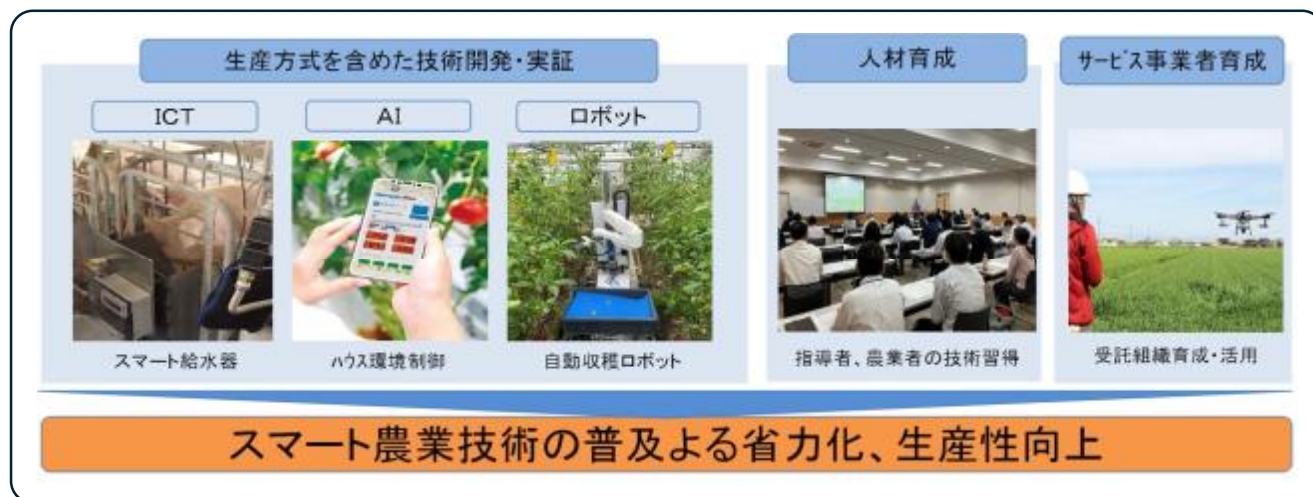 生産方式を含めた技術開発・実証
人材育成
サービス事業者育成
ICT
AI
ロボット
スマート給水器
ハウス環境制御
自動収穫ロボット
指導者、農業者の技術習得
受託組織育成・活用
スマート農業技術の普及よる省力化、生産性向上